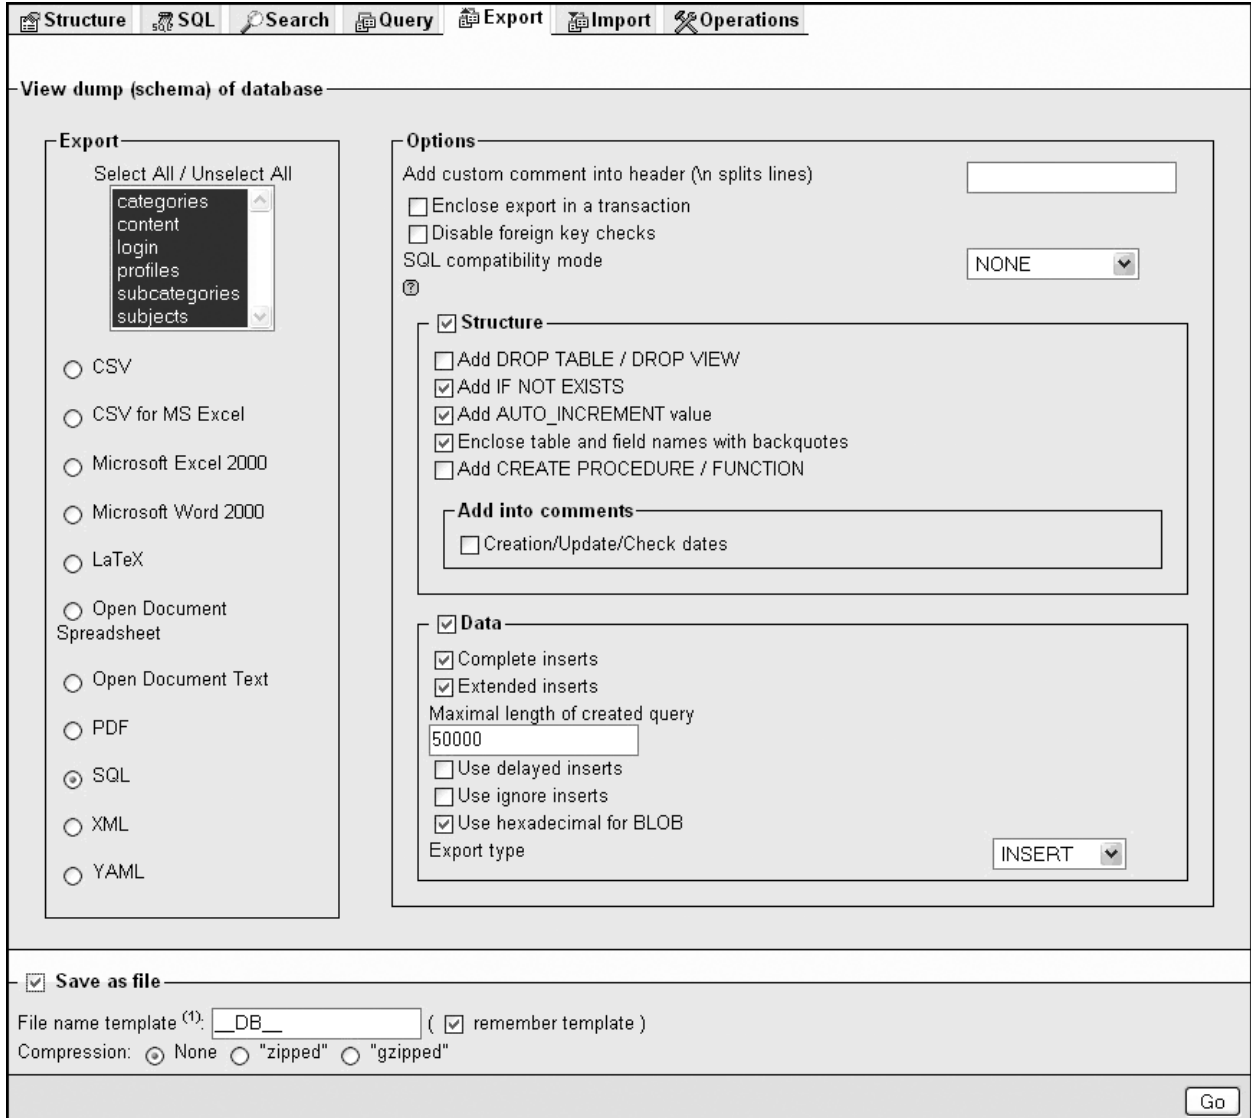 Structure SQL Search Query Export Import Operations
View dump (schema) of database
Export
Select All / Unselect All
categories
content
login
profiles
subcategories
subjects
CSV
CSV for MS Excel
Microsoft Excel 2000
Microsoft Word 2000
LaTeX
Open Document
Spreadsheet
Open Document Text
PDF
SQL
XML
YAML
Options
Add custom comment into header (\n splits lines)
Enclose export in a transaction
Disable foreign key checks
SQL compatibility mode NONE
?
Structure
Add DROP TABLE / DROP VIEW
Add IF NOT EXISTS
Add AUTO_INCREMENT value
Enclose table and field names with backquotes
Add CREATE PROCEDURE / FUNCTION
Add into comments
Creation/Update/Check dates
Data
Complete inserts
Extended inserts
Maximal length of created query
50000
Use delayed inserts
Use ignore inserts
Use hexadecimal for BLOB
Export type INSERT
Save as file
File name template (1): __DB__ ( remember template )
Compression: None "zipped" "gzipped"
Go